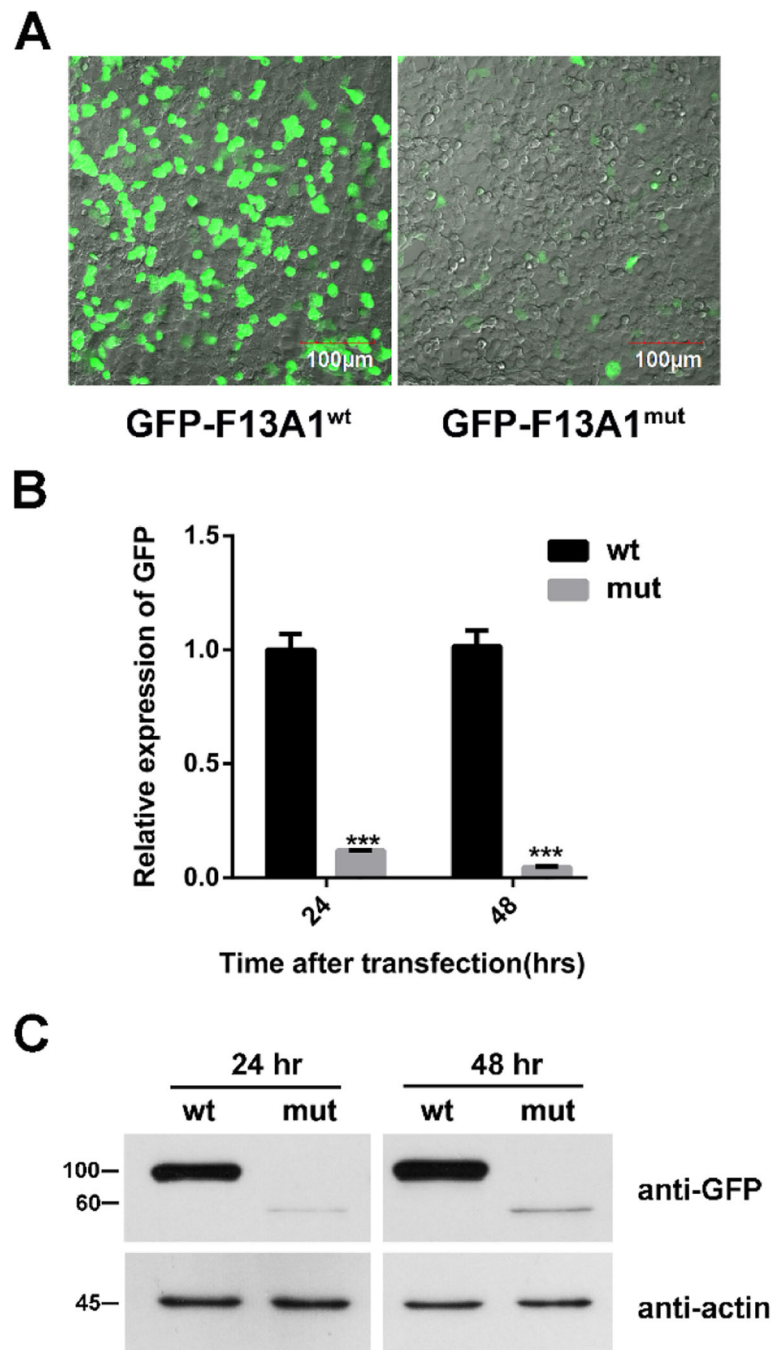 A
100µm 100µm
GFP-F13A1wt GFP-F13A1mut
B
Relative expression of GFP
1.5
1.0
0.5
0.0
wt
mut
*** ***
24 48
Time after transfection(hrs)
C
24 hr 48 hr
wt mut wt mut
100
60
anti-GFP
45
anti-actin